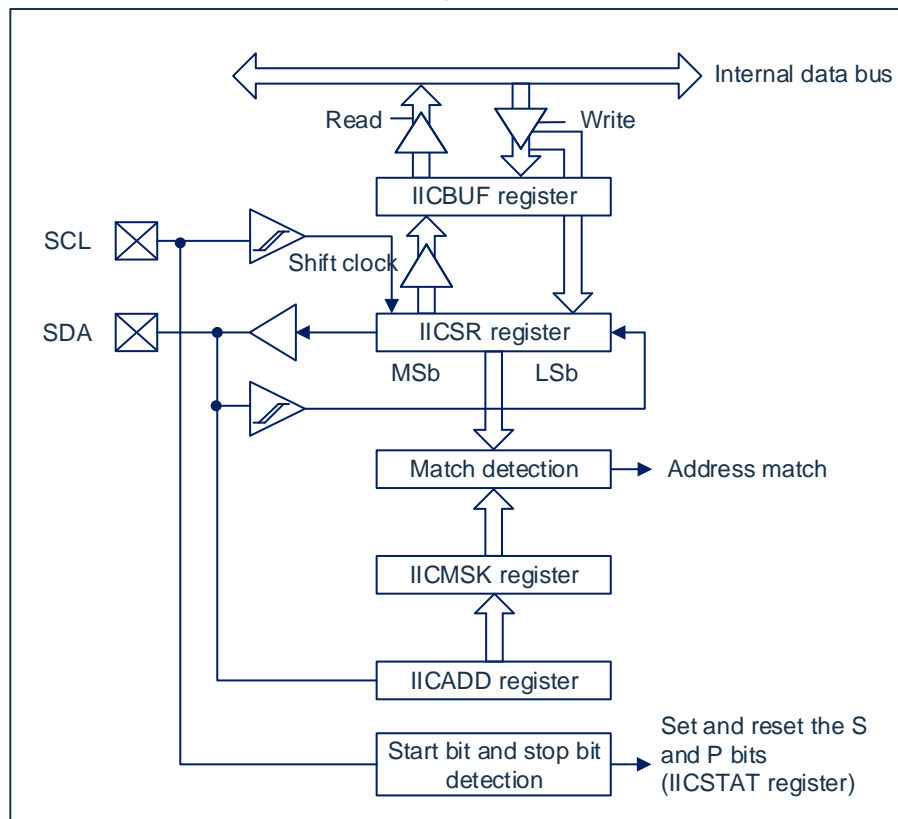 Internal data bus
Read
Write
IICBUF register
SCL
Shift clock
SDA
IICSR register
MSb
LSb
Match detection
Address match
IICMSK register
IICADD register
Start bit and stop bit
detection
Set and reset the S
and P bits
(IICSTAT register)